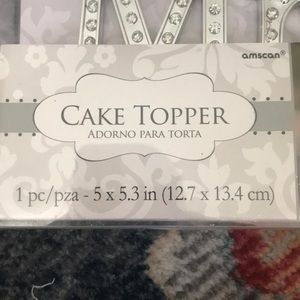 amscan®
CAKE TOPPER
ADORNO PARA TORTA
1 pc/pza - 5 x 5.3 in (12.7 x 13.4 cm)